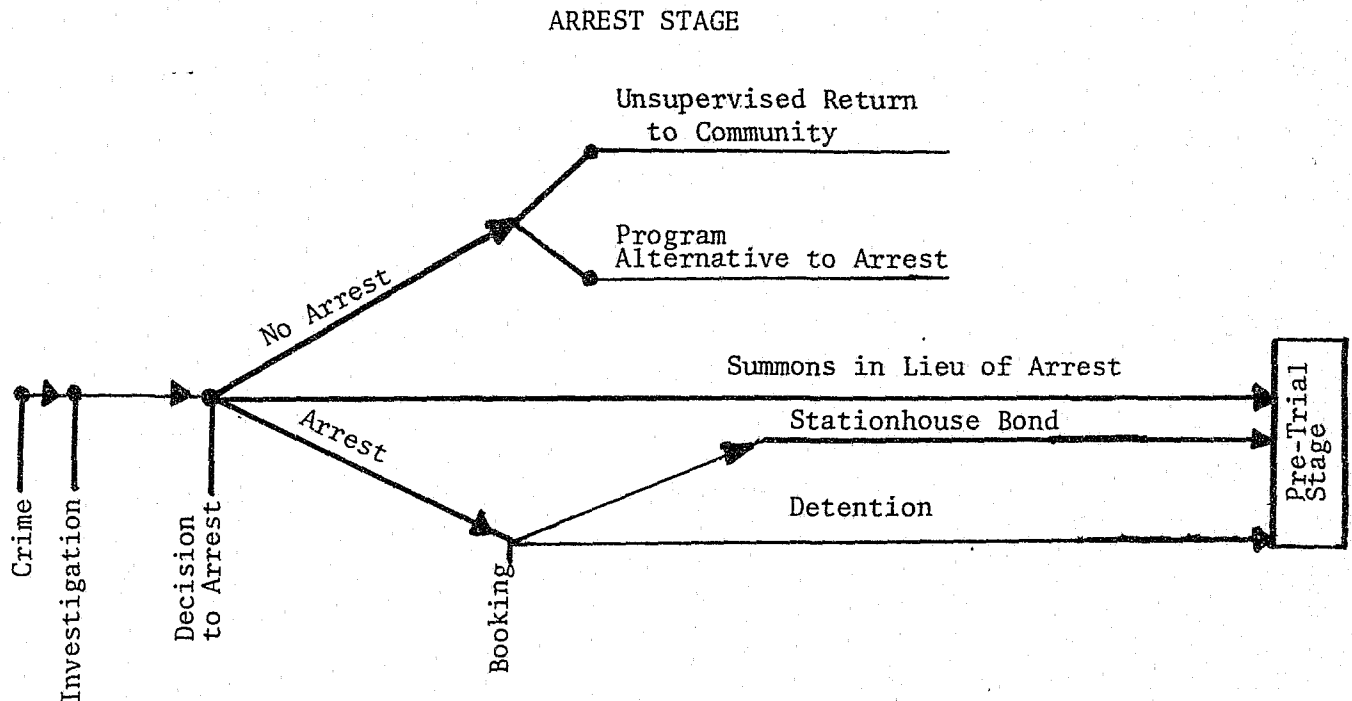 ARREST STAGE
Unsupervised Return
to Community
Program
Alternative to Arrest
No Arrest
Summons in Lieu of Arrest
Arrest
Stationhouse Bond
Detention
Pre-Trial
Stage
Crime
Investigation
Decision
to Arrest
Booking